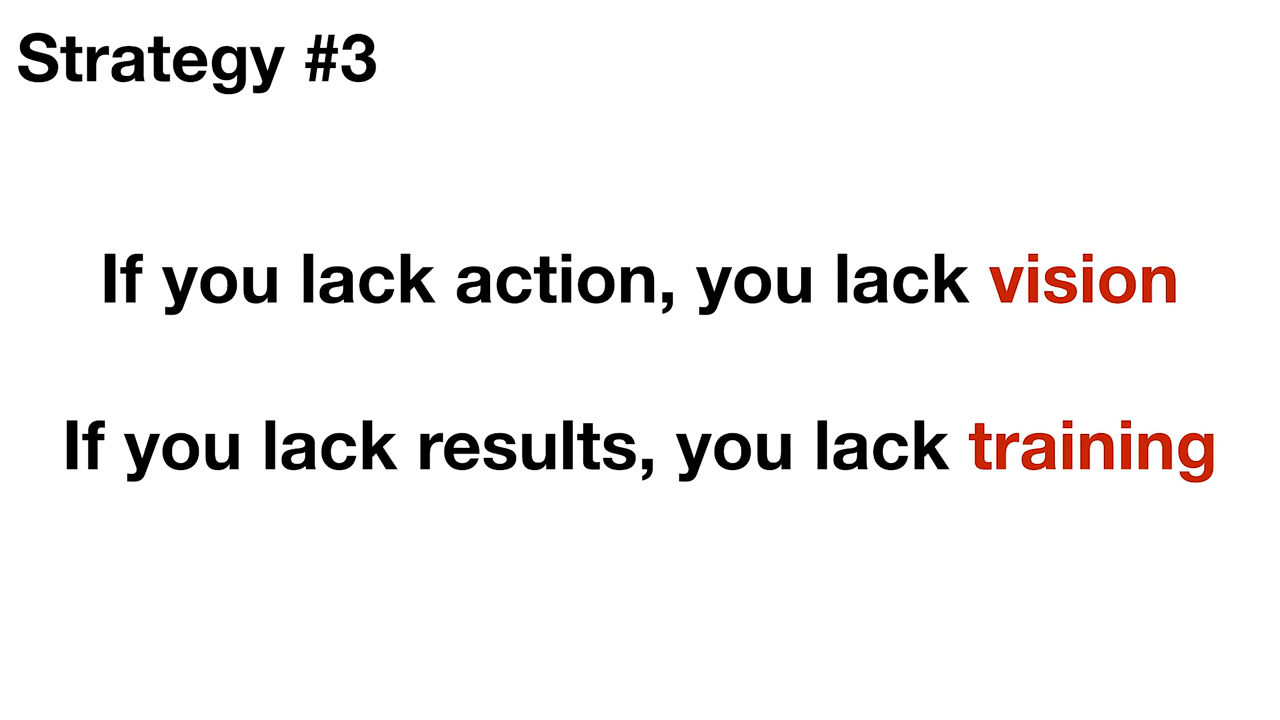 Strategy #3
If you lack action, you lack vision
If you lack results, you lack training